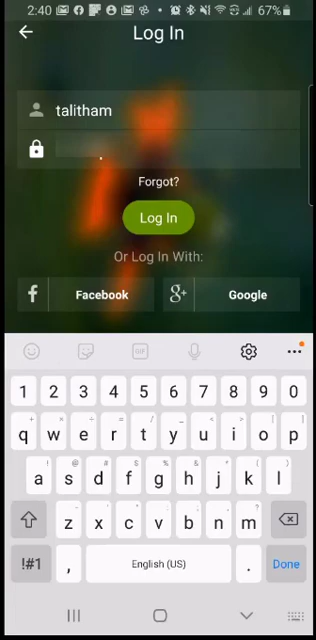 2:40 67%
Log In
talitham
Forgot?
Log In
Or Log In With:
f Facebook g+ Google
GIF
1 2 3 4 5 6 7 8 9 0
q w e r t y u i o p
a s d f g h j k l
z x c v b n m
!#1 , English (US) . Done